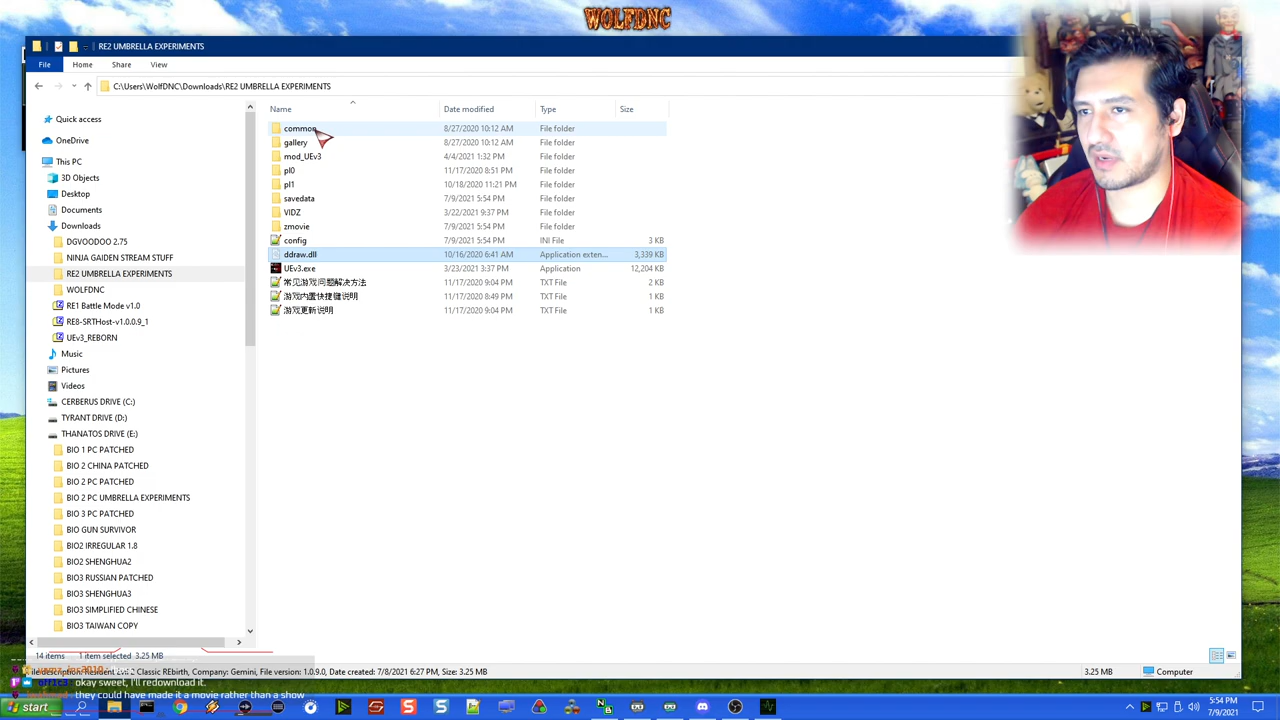 WOLFDNC
RE2 UMBRELLA EXPERIMENTS
File Home Share View
C:\Users\WolfDNC\Downloads\RE2 UMBRELLA EXPERIMENTS
Name Date modified Type Size
Quick access
OneDrive
This PC
3D Objects
Desktop
Documents
Downloads
DGVOODOO 2.75
NINJA GAIDEN STREAM STUFF
RE2 UMBRELLA EXPERIMENTS
WOLFDNC
RE1 Battle Mode v1.0
RE8-SRTHost-v1.0.0.9_1
UEv3_REBORN
Music
Pictures
Videos
CERBERUS DRIVE (C:)
TYRANT DRIVE (D:)
THANATOS DRIVE (E:)
BIO 1 PC PATCHED
BIO 2 CHINA PATCHED
BIO 2 PC PATCHED
BIO 2 PC UMBRELLA EXPERIMENTS
BIO 3 PC PATCHED
BIO GUN SURVIVOR
BIO2 IRREGULAR 1.8
BIO2 SHENGHUA2
BIO3 RUSSIAN PATCHED
BIO3 SHENGHUA3
BIO3 SIMPLIFIED CHINESE
BIO3 TAIWAN COPY
common 8/27/2020 10:12 AM File folder
gallery 8/27/2020 10:12 AM File folder
mod_UEv3 4/4/2021 1:32 PM File folder
pl0 11/17/2020 8:51 PM File folder
pl1 10/18/2020 11:21 PM File folder
savedata 7/9/2021 5:54 PM File folder
VIDZ 3/22/2021 9:37 PM File folder
zmovie 7/9/2021 5:54 PM File folder
config 7/9/2021 5:54 PM INI File 3 KB
ddraw.dll 10/16/2020 6:41 AM Application exten... 3,339 KB
UEv3.exe 3/23/2021 3:37 PM Application 12,204 KB
常见游戏问题解决方法 11/17/2020 9:04 PM TXT File 2 KB
游戏内置快捷键说明 11/17/2020 8:49 PM TXT File 1 KB
游戏更新说明 11/17/2020 9:04 PM TXT File 1 KB
14 items 1 item selected 3.25 MB
Classic REbirth, Company: Gemini, File version: 1.0.9.0, Date created: 7/8/2021 6:27 PM, Size: 3.25 MB
3.25 MB Computer
okay sweet, I'll redownload it.
they could have made it a movie rather than a show
start
5:54 PM
7/9/2021